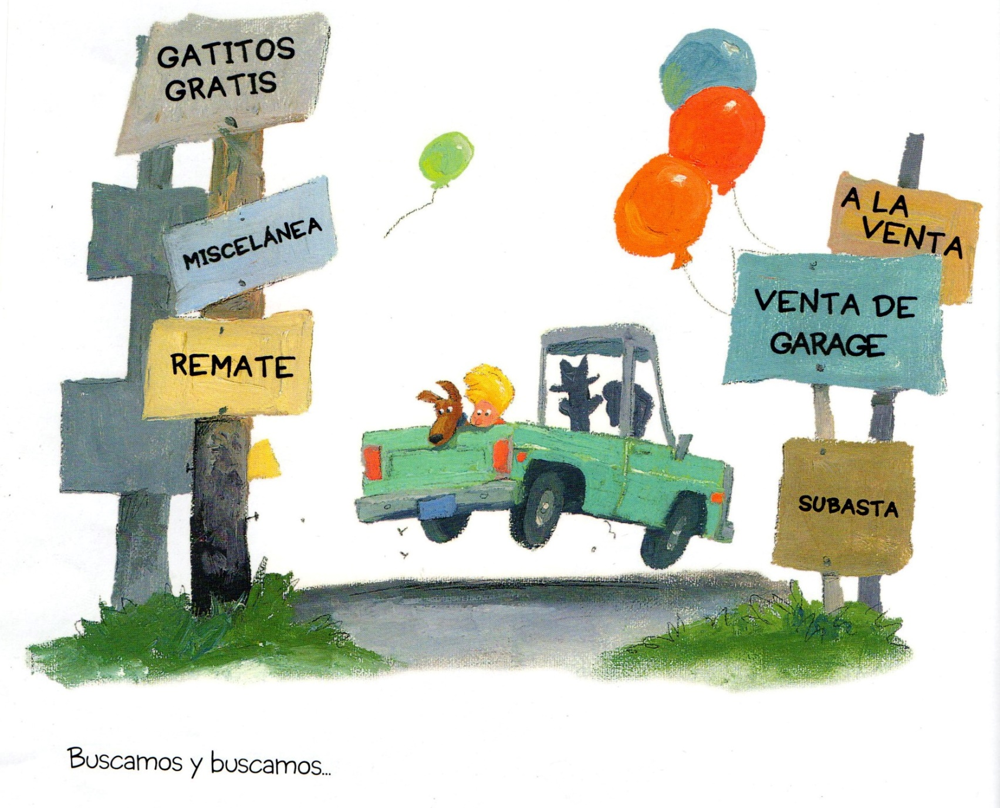 GATITOS
GRATIS
MISCELÁNEA
REMATE
A LA
VENTA
VENTA DE
GARAGE
SUBASTA
Buscamos y buscamos...